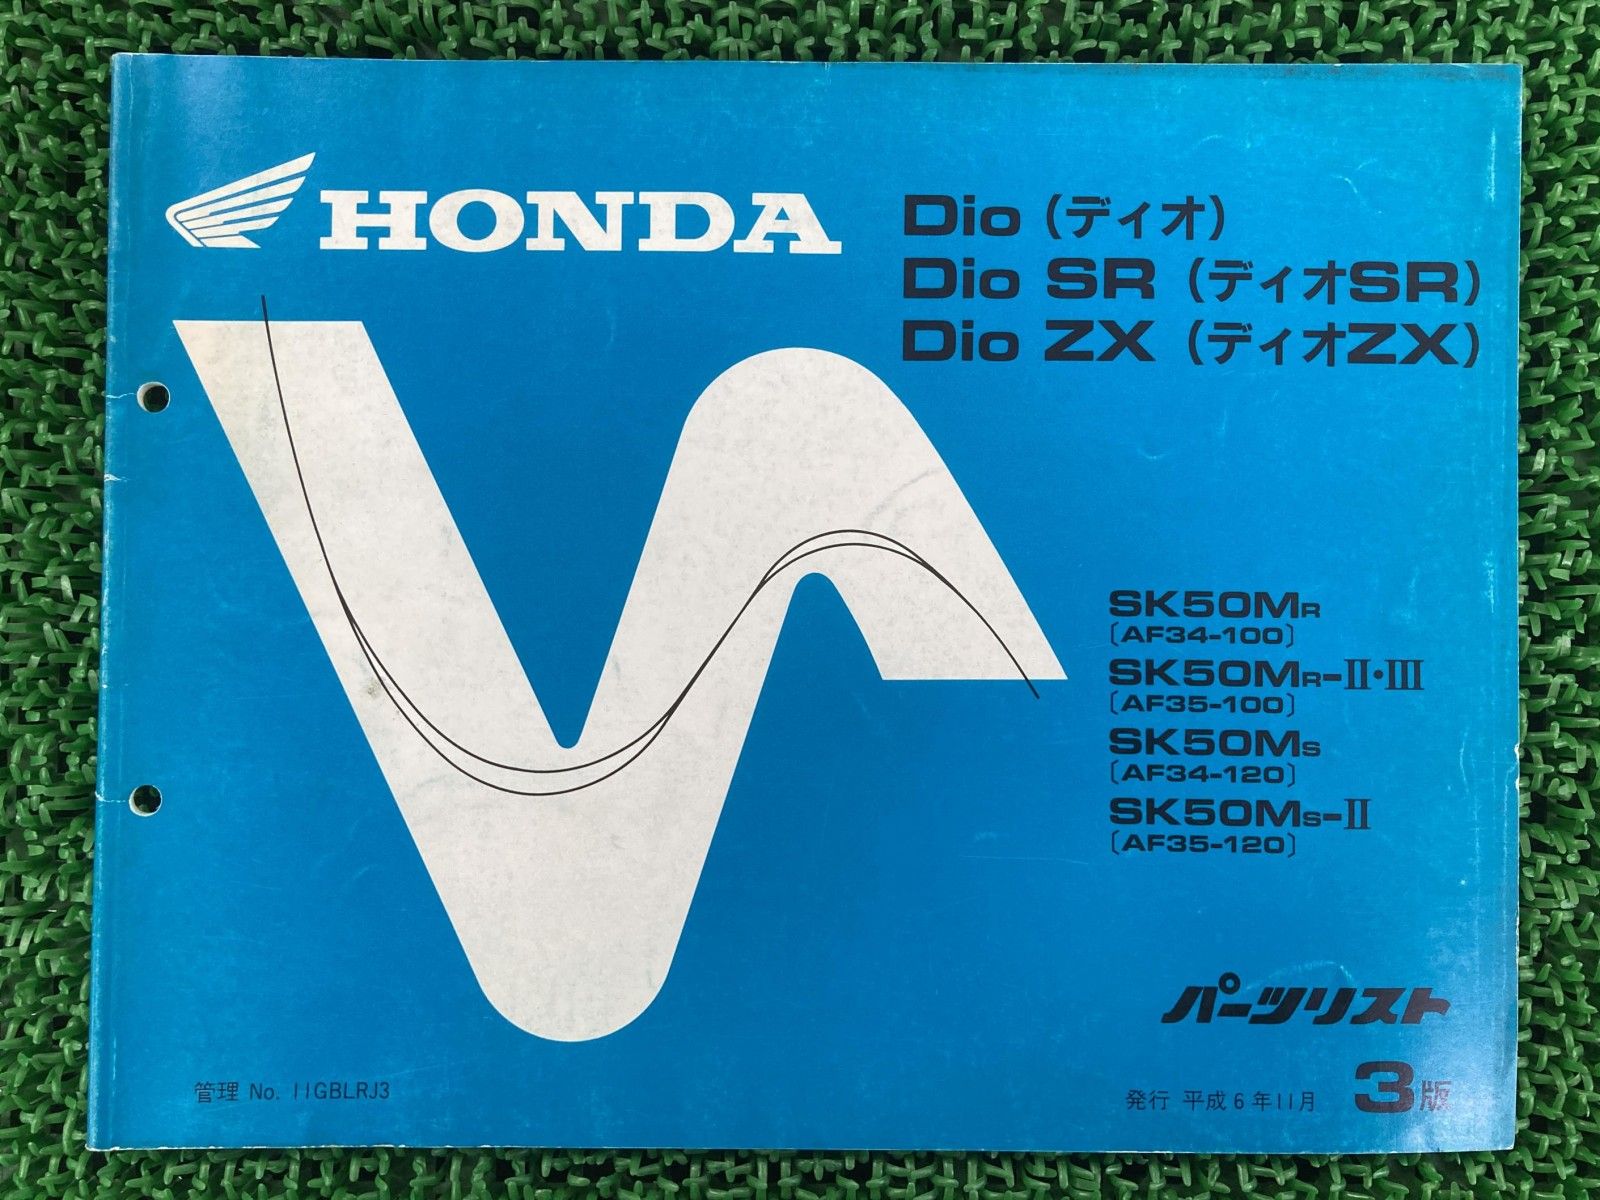 HONDA
Dio（ディオ）
Dio SR（ディオSR）
Dio ZX（ディオZX）
SK50MR
〔AF34-100〕
SK50MR-Ⅱ・Ⅲ
〔AF35-100〕
SK50MS
〔AF34-120〕
SK50MS-Ⅱ
〔AF35-120〕
パーツリスト
管理 No. 11GBLRJ3
発行 平成6年11月 3版